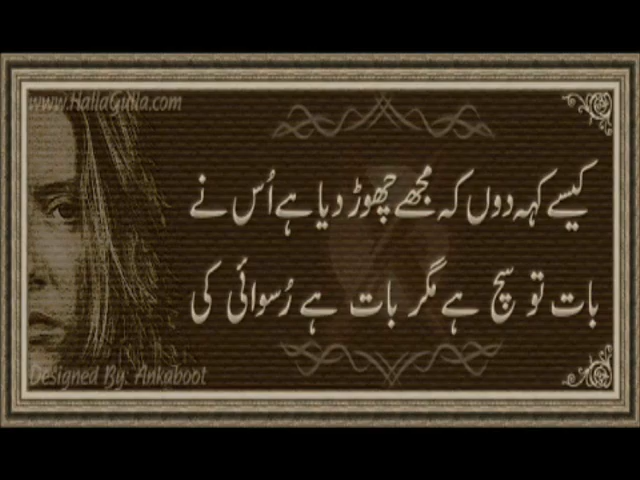 www.HallaGulla.com
کیسے کہہ دوں کہ مجھے چھوڑ دیا ہے اُس نے
بات تو سچ ہے مگر بات ہے رُسوائی کی
Designed By: Ankaboot